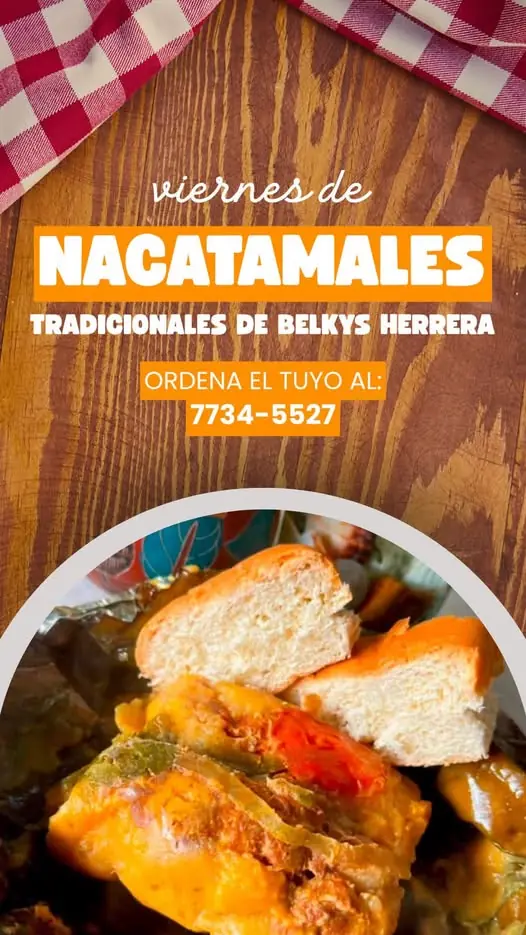 viernes de
NACATAMALES
TRADICIONALES DE BELKYS HERRERA
ORDENA EL TUYO AL:
7734-5527